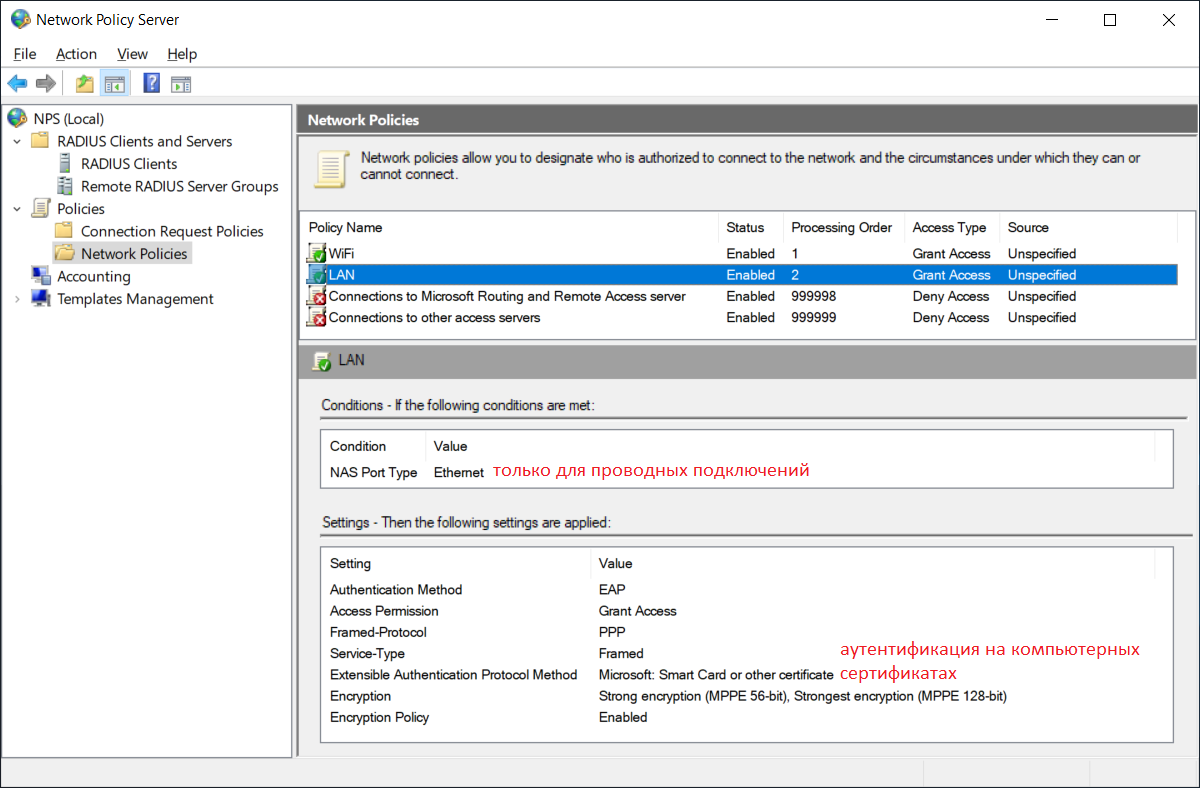 Network Policy Server
File Action View Help
NPS (Local)
RADIUS Clients and Servers
RADIUS Clients
Remote RADIUS Server Groups
Policies
Connection Request Policies
Network Policies
Accounting
Templates Management
Network Policies
Network policies allow you to designate who is authorized to connect to the network and the circumstances under which they can or
cannot connect.
Policy Name Status Processing Order Access Type Source
WiFi Enabled 1 Grant Access Unspecified
LAN Enabled 2 Grant Access Unspecified
Connections to Microsoft Routing and Remote Access server Enabled 999998 Deny Access Unspecified
Connections to other access servers Enabled 999999 Deny Access Unspecified
LAN
Conditions - If the following conditions are met:
Condition Value
NAS Port Type Ethernet только для проводных подключений
Settings - Then the following settings are applied:
Setting Value
Authentication Method EAP
Access Permission Grant Access
Framed-Protocol PPP
Service-Type Framed
аутентификация на компьютерных
Extensible Authentication Protocol Method Microsoft: Smart Card or other certificate сертификатах
Encryption Strong encryption (MPPE 56-bit), Strongest encryption (MPPE 128-bit)
Encryption Policy Enabled